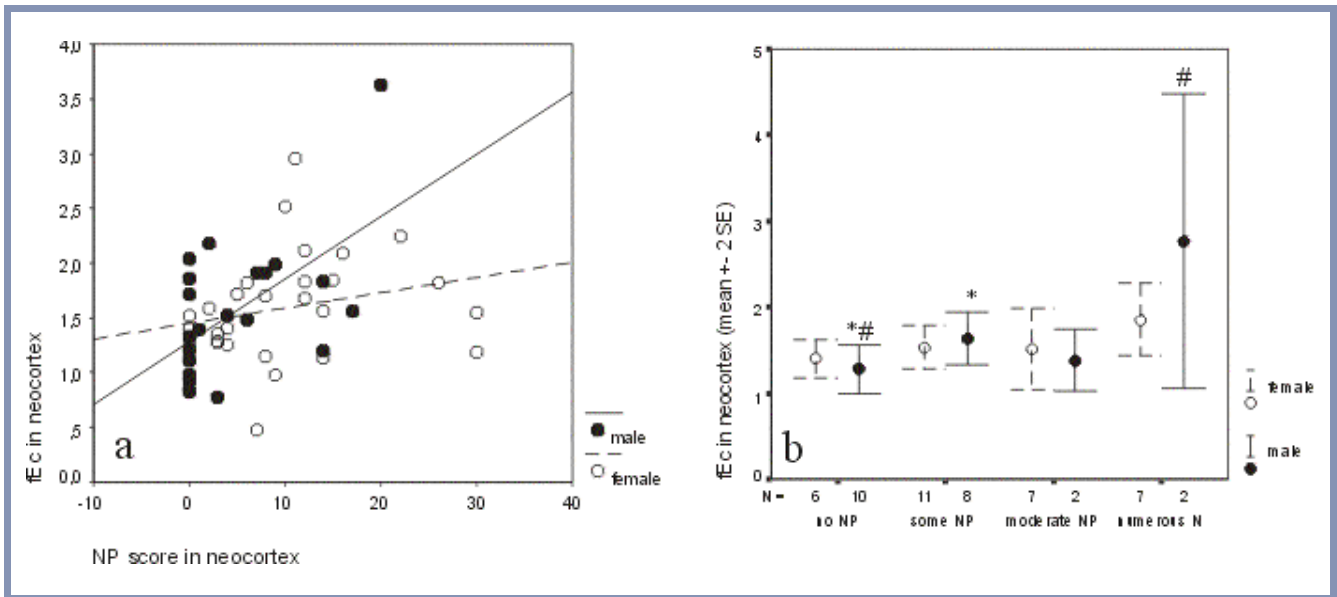 fEc in neocortex
4,0
3,5
3,0
2,5
2,0
1,5
1,0
,5
0,0
-10 0 10 20 30 40
NP score in neocortex
a
male
female
fEc in neocortex (mean +- 2 SE)
5
4
3
2
1
0
*# * #
b
N = 6 10 11 8 7 2 7 2
no NP some NP moderate NP numerous N
female
male